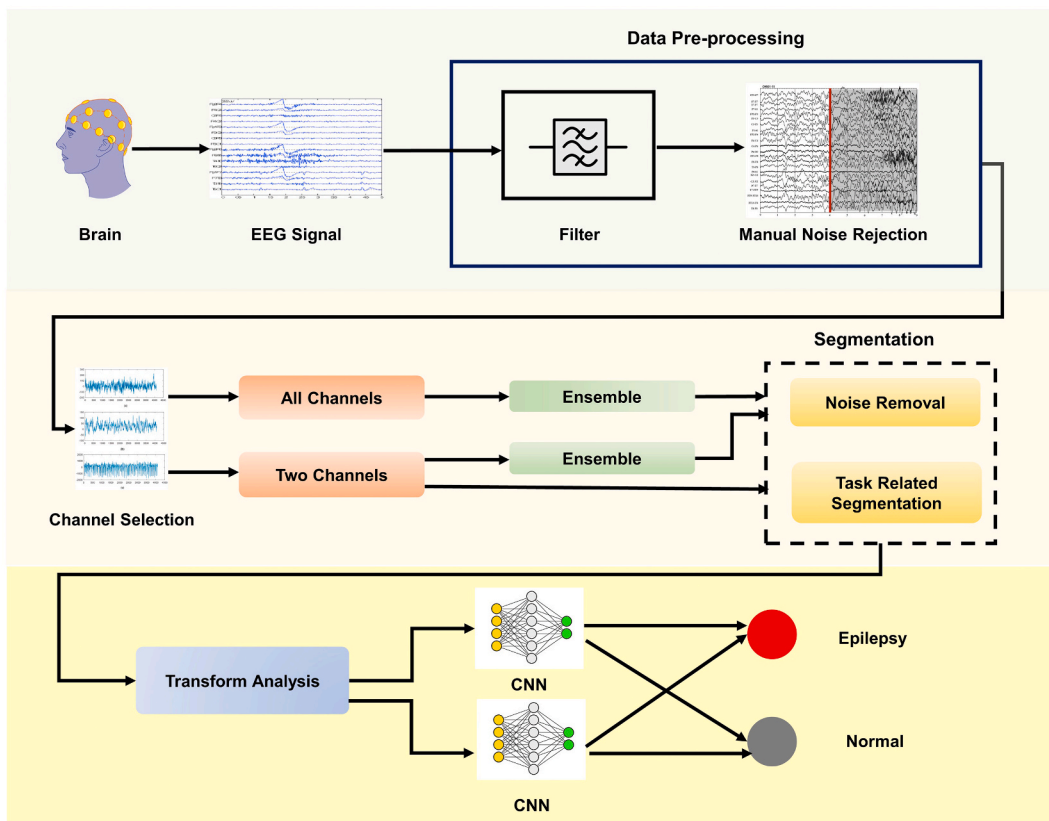 Data Pre-processing
Brain
EEG Signal
Filter
Manual Noise Rejection
Segmentation
All Channels
Ensemble
Noise Removal
Two Channels
Ensemble
Task Related
Segmentation
Channel Selection
Transform Analysis
CNN
Epilepsy
CNN
Normal